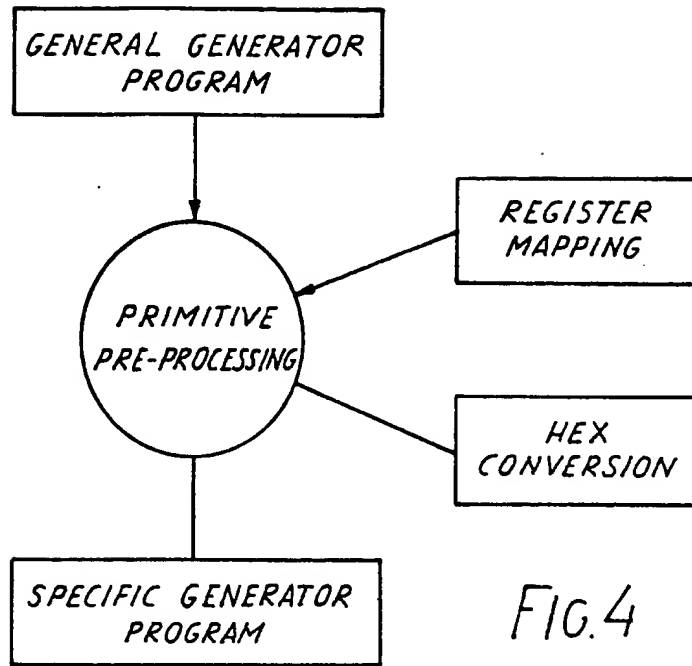 GENERAL GENERATOR
PROGRAM
REGISTER
MAPPING
PRIMITIVE
PRE-PROCESSING
HEX
CONVERSION
SPECIFIC GENERATOR
PROGRAM
FIG.4